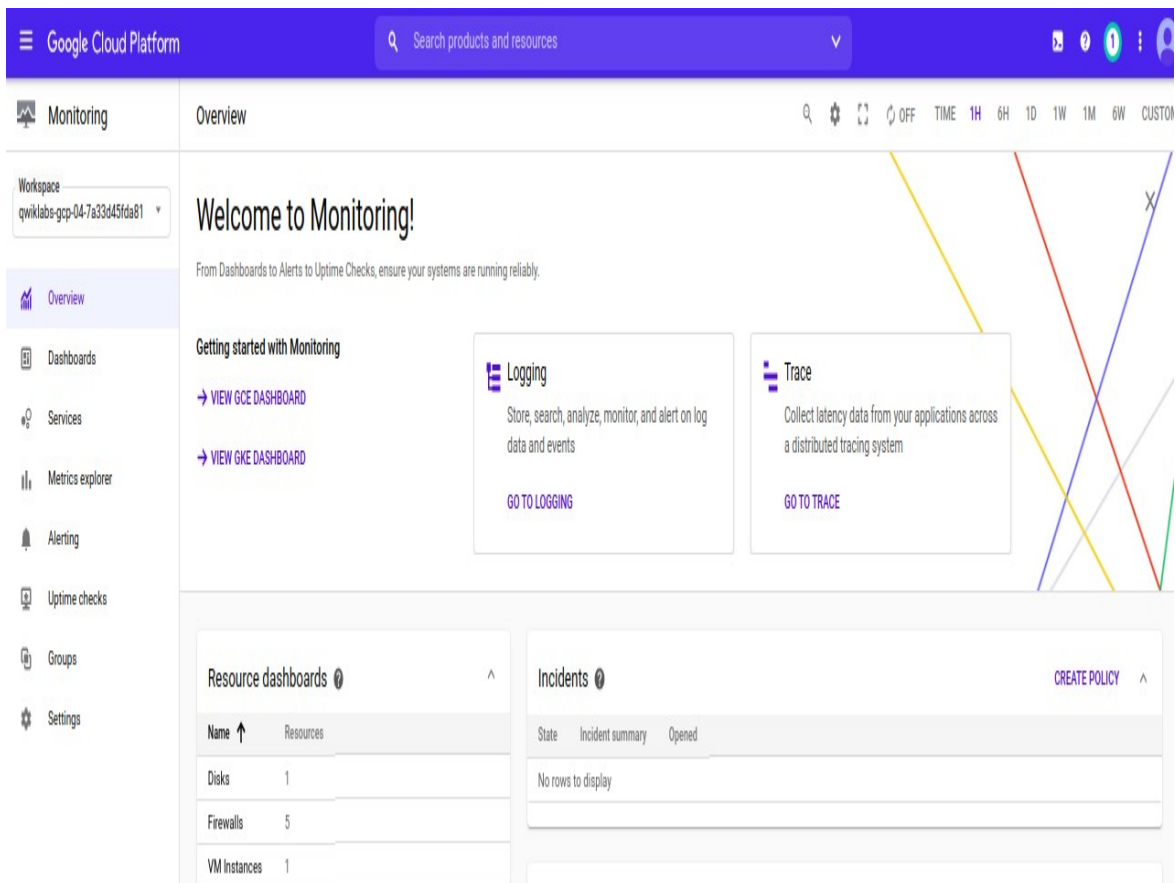 Google Cloud Platform
Search products and resources
1
Monitoring
Overview
OFF TIME 1H 6H 1D 1W 1M 6W CUSTOM
Workspace
qwiklabs-gcp-04-7a33d45fda81
Overview
Dashboards
Services
Metrics explorer
Alerting
Uptime checks
Groups
Settings
Welcome to Monitoring!
From Dashboards to Alerts to Uptime Checks, ensure your systems are running reliably.
Getting started with Monitoring
→ VIEW GCE DASHBOARD
→ VIEW GKE DASHBOARD
Logging
Store, search, analyze, monitor, and alert on log
data and events
GO TO LOGGING
Trace
Collect latency data from your applications across
a distributed tracing system
GO TO TRACE
Resource dashboards
Name ↑ Resources
Disks 1
Firewalls 5
VM Instances 1
Incidents
CREATE POLICY
State Incident summary Opened
No rows to display